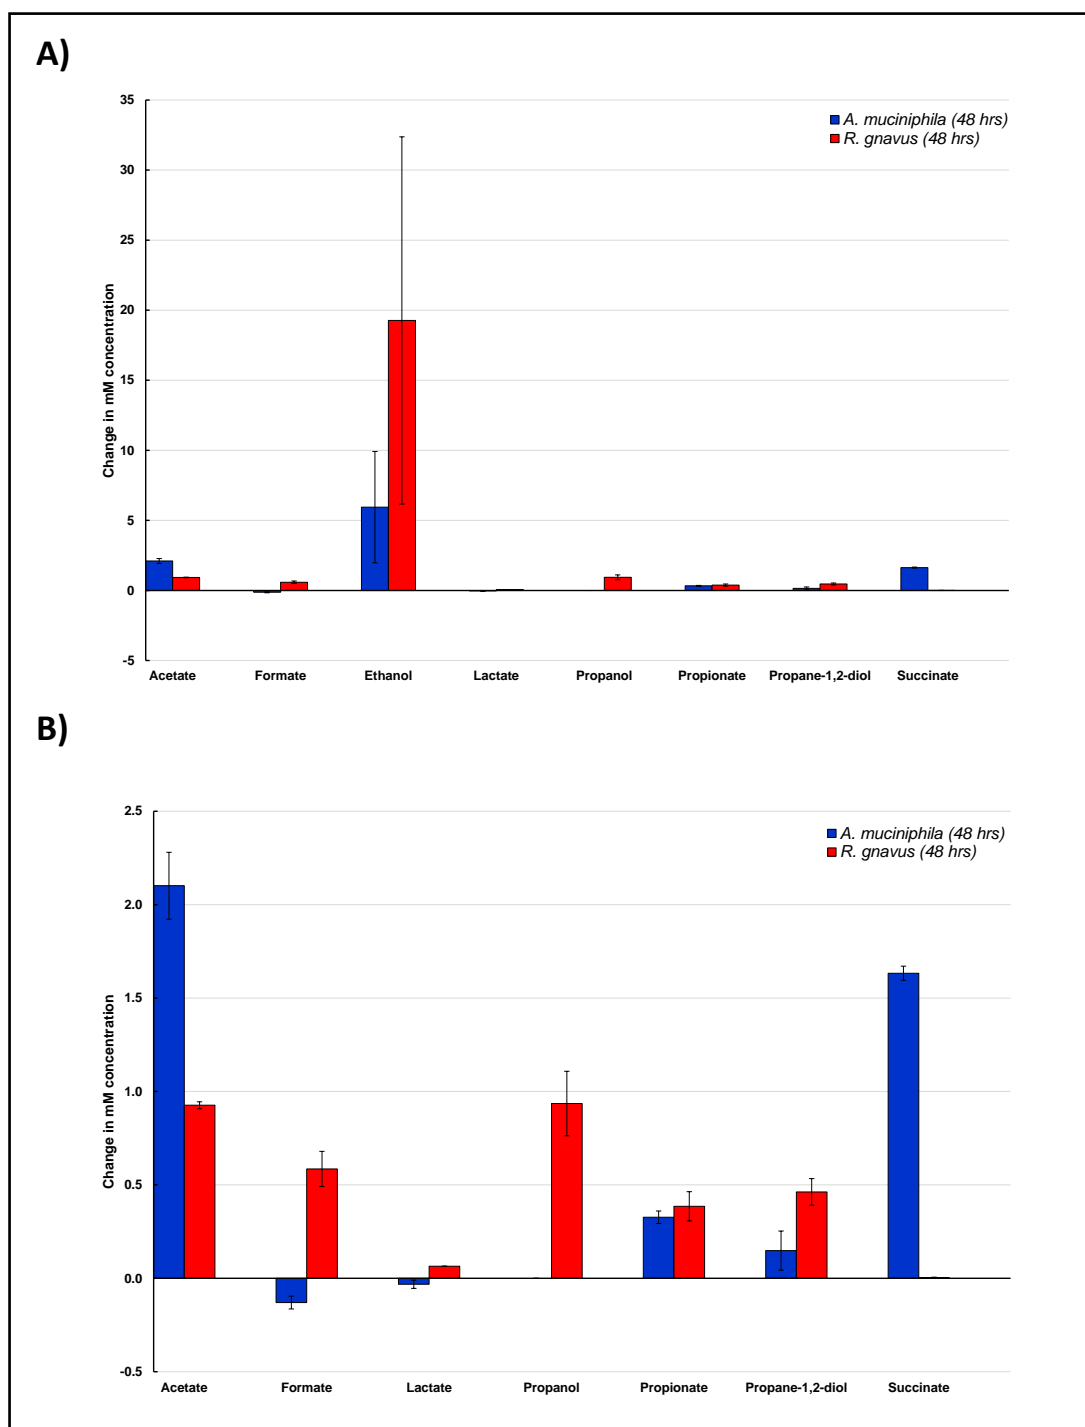 A)
35
30
25
20
15
10
5
0
-5
Change in mM concentration
A. muciniphila (48 hrs)
R. gnavus (48 hrs)
Acetate Formate Ethanol Lactate Propanol Propionate Propane-1,2-diol Succinate
B)
2.5
2.0
1.5
1.0
0.5
0.0
-0.5
Change in mM concentration
A. muciniphila (48 hrs)
R. gnavus (48 hrs)
Acetate Formate Lactate Propanol Propionate Propane-1,2-diol Succinate